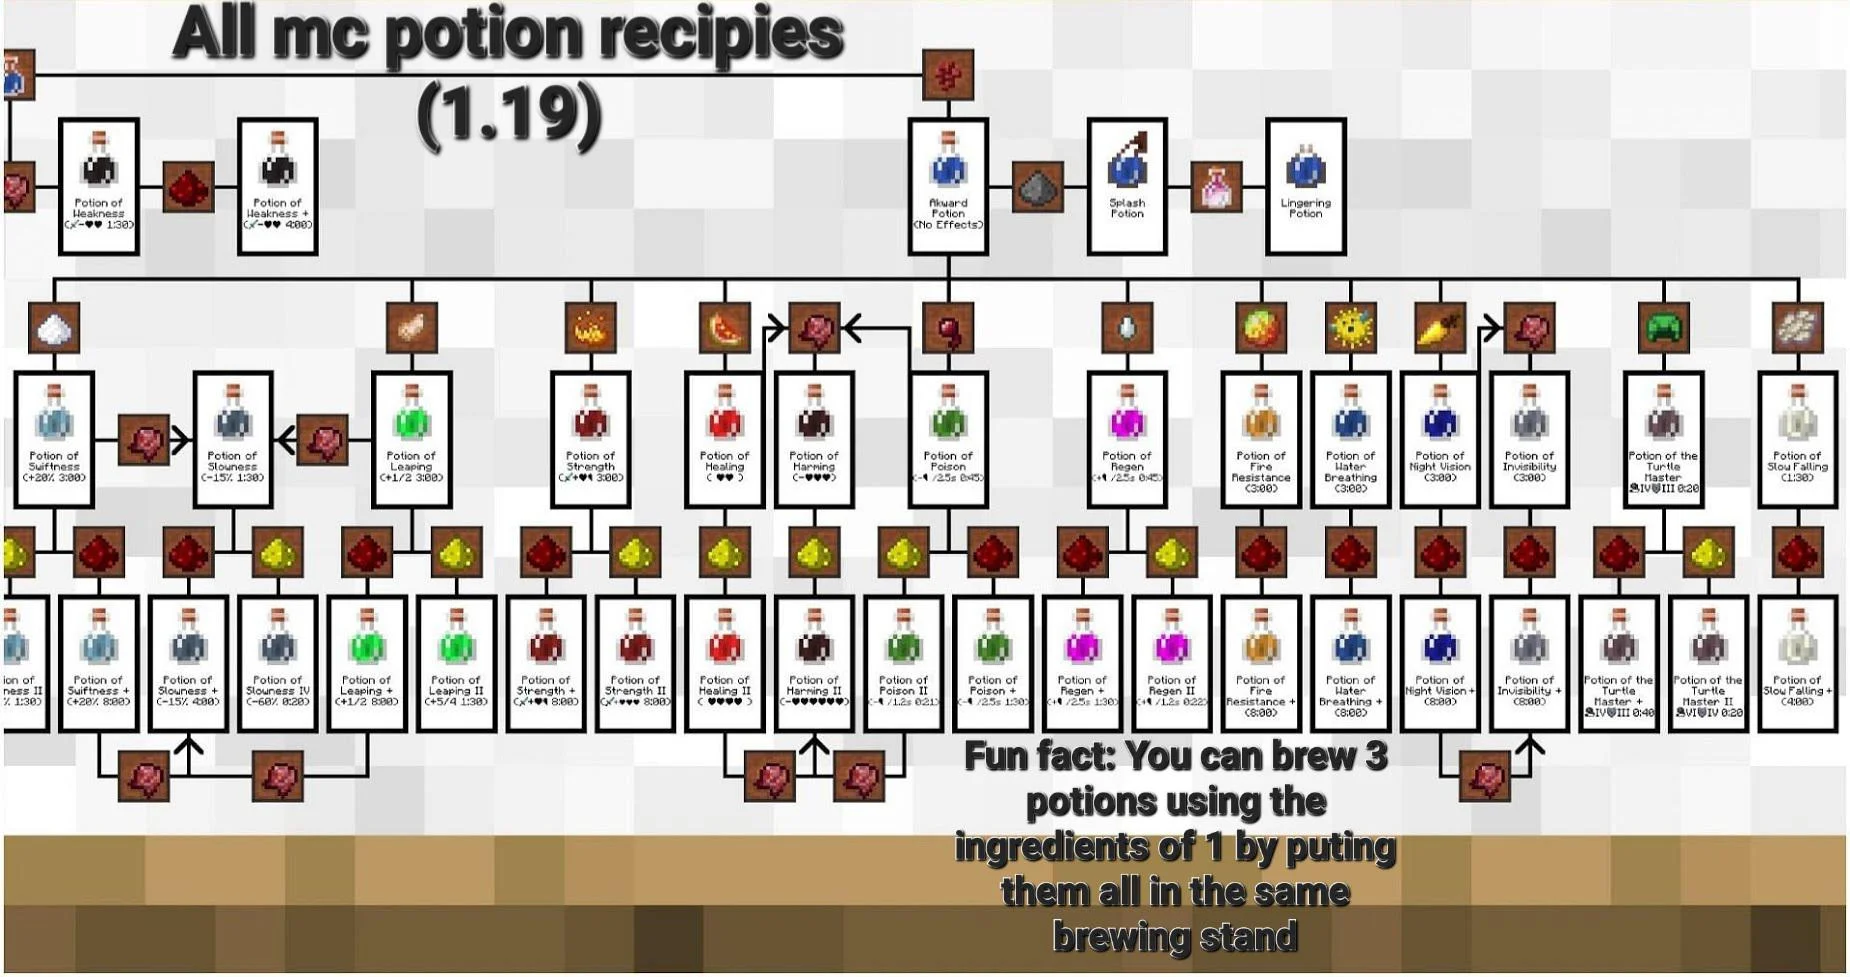 All mc potion recipies
(1.19)
Potion of
Weakness
(-♥♥ 1:30)
Potion of
Weakness +
(-♥♥ 4:00)
Akward
Potion
(No Effects)
Splash
Potion
Lingering
Potion
Potion of
Swiftness
(+20% 3:00)
Potion of
Slowness
(-15% 1:30)
Potion of
Leaping
(+1/2 3:00)
Potion of
Strength
(+♥ 3:00)
Potion of
Healing
( ♥♥ )
Potion of
Harming
(-♥♥♥)
Potion of
Poison
(- /2.5s 0:45)
Potion of
Regen
(+ /2.5s 0:45)
Potion of
Fire
Resistance
(3:00)
Potion of
Water
Breathing
(3:00)
Potion of
Night Vision
(3:00)
Potion of
Invisibility
(3:00)
Potion of the
Turtle
Master
IV III 0:20
Potion of
Slow Falling
(1:30)
ion of
ness II
% 1:30)
Potion of
Swiftness +
(+20% 8:00)
Potion of
Slowness +
(-15% 4:00)
Potion of
Slowness IV
(-60% 0:20)
Potion of
Leaping +
(+1/2 8:00)
Potion of
Leaping II
(+5/4 1:30)
Potion of
Strength +
(+♥ 8:00)
Potion of
Strength II
(+♥♥♥ 8:00)
Potion of
Healing II
( ♥♥♥♥ )
Potion of
Harming II
(-♥♥♥♥♥♥)
Potion of
Poison II
(- /1.2s 0:21)
Potion of
Poison +
(- /2.5s 1:30)
Potion of
Regen +
(+ /2.5s 1:30)
Potion of
Regen II
(+ /1.2s 0:22)
Potion of
Fire
Resistance +
(8:00)
Potion of
Water
Breathing +
(8:00)
Potion of
Night Vision +
(8:00)
Potion of
Invisibility +
(8:00)
Potion of the
Turtle
Master +
IV III 0:40
Potion of the
Turtle
Master II
VI IV 0:20
Potion of
Slow Falling +
(4:00)
Fun fact: You can brew 3
potions using the
ingredients of 1 by puting
them all in the same
brewing stand